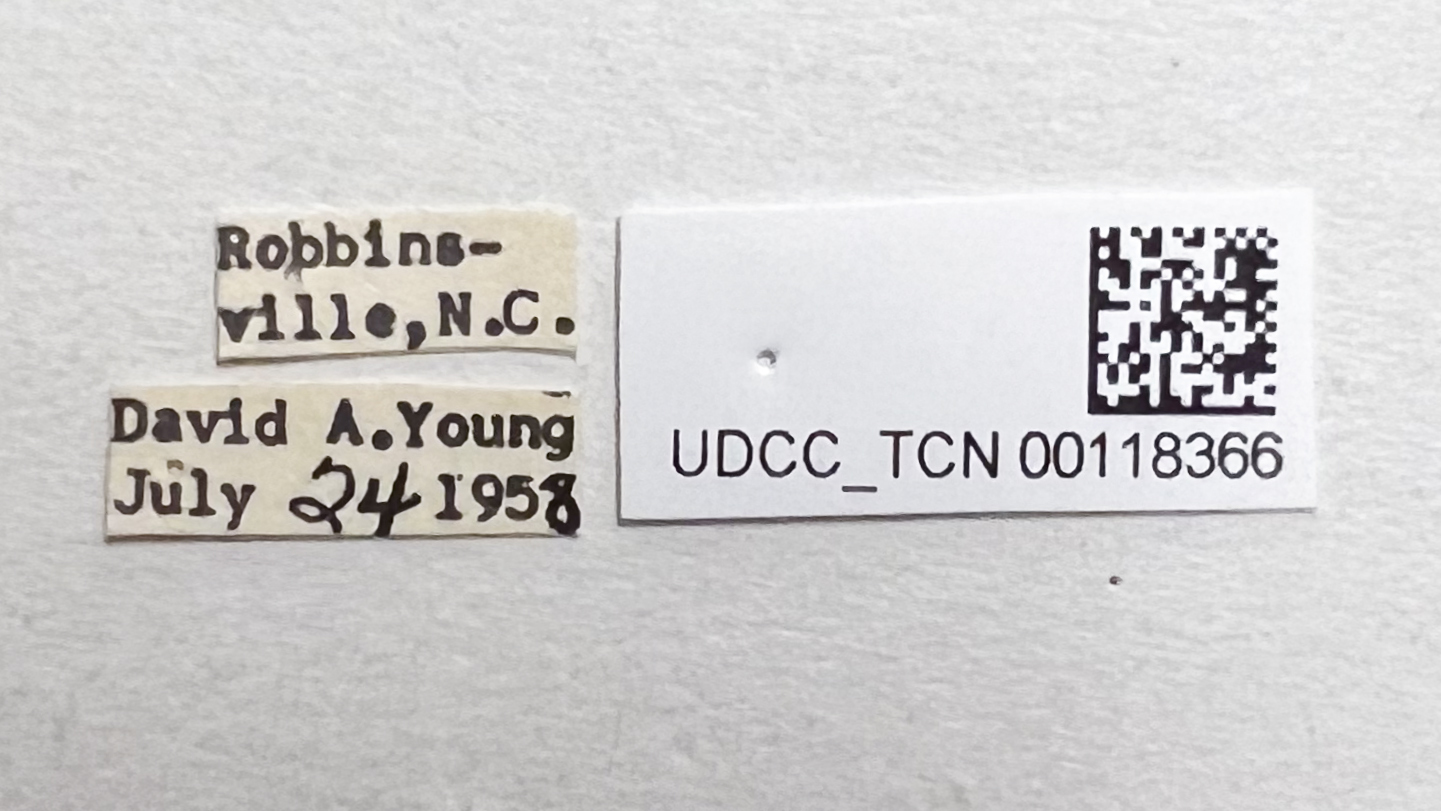 Robbins-
ville, N.C.
David A. Young
July 24 1958
UDCC_TCN 00118366